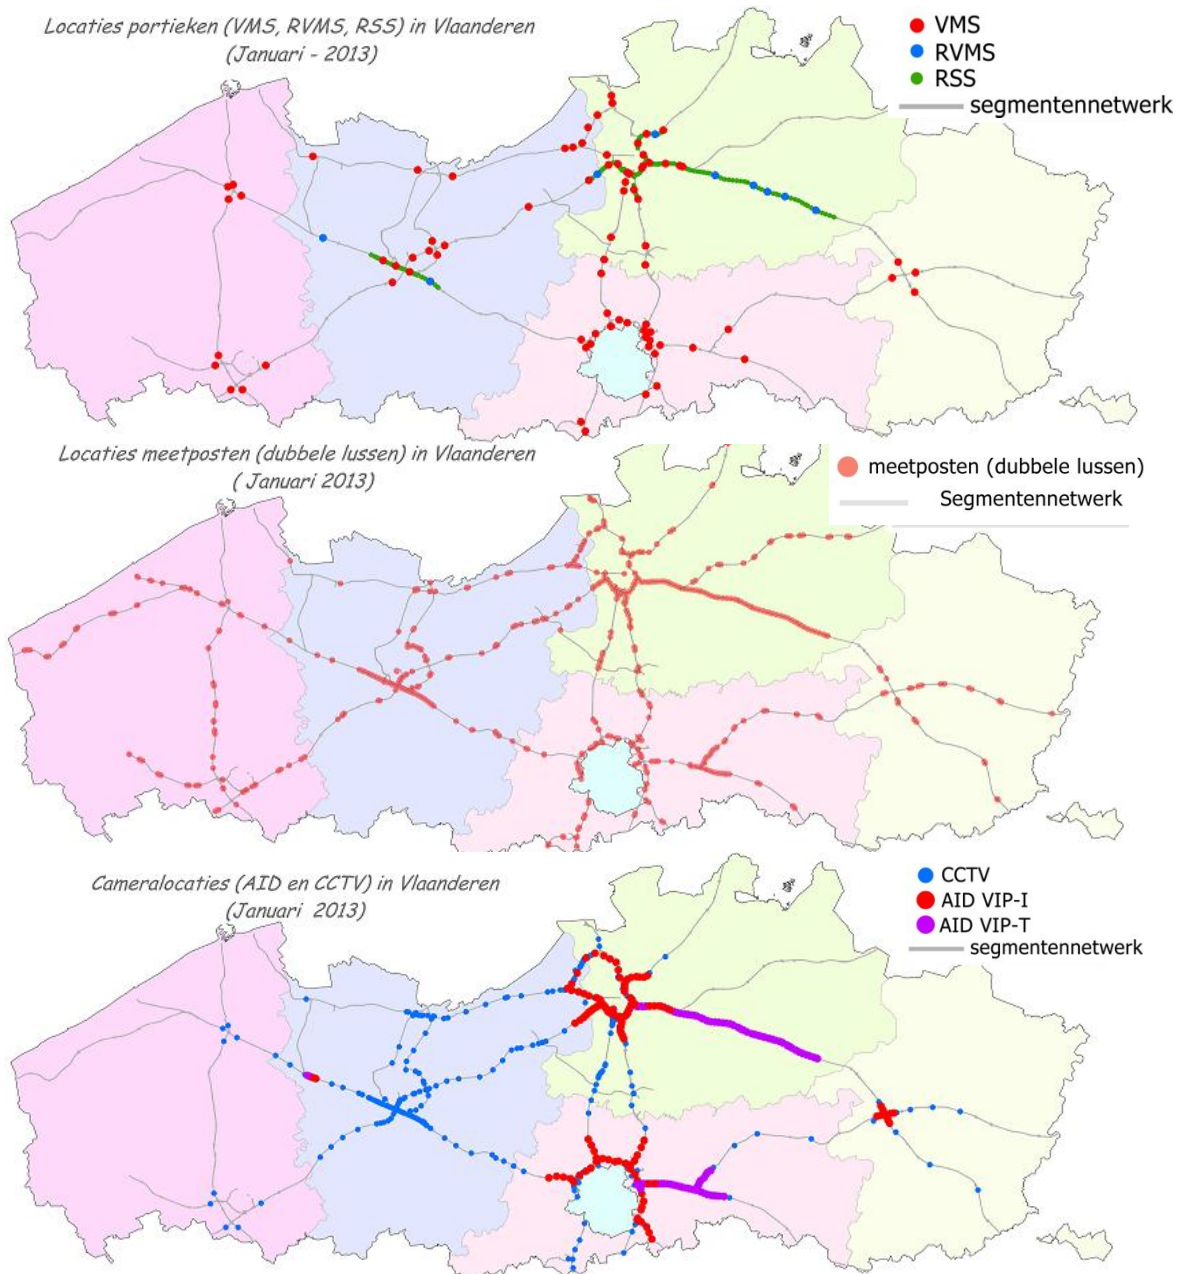 Locaties portieken (VMS, RVMS, RSS) in Vlaanderen
(Januari - 2013)
VMS
RVMS
RSS
segmentennetwerk
Locaties meetposten (dubbele lussen) in Vlaanderen
( Januari 2013)
meetposten (dubbele lussen)
Segmentennetwerk
Cameralocaties (AID en CCTV) in Vlaanderen
(Januari 2013)
CCTV
AID VIP-I
AID VIP-T
segmentennetwerk